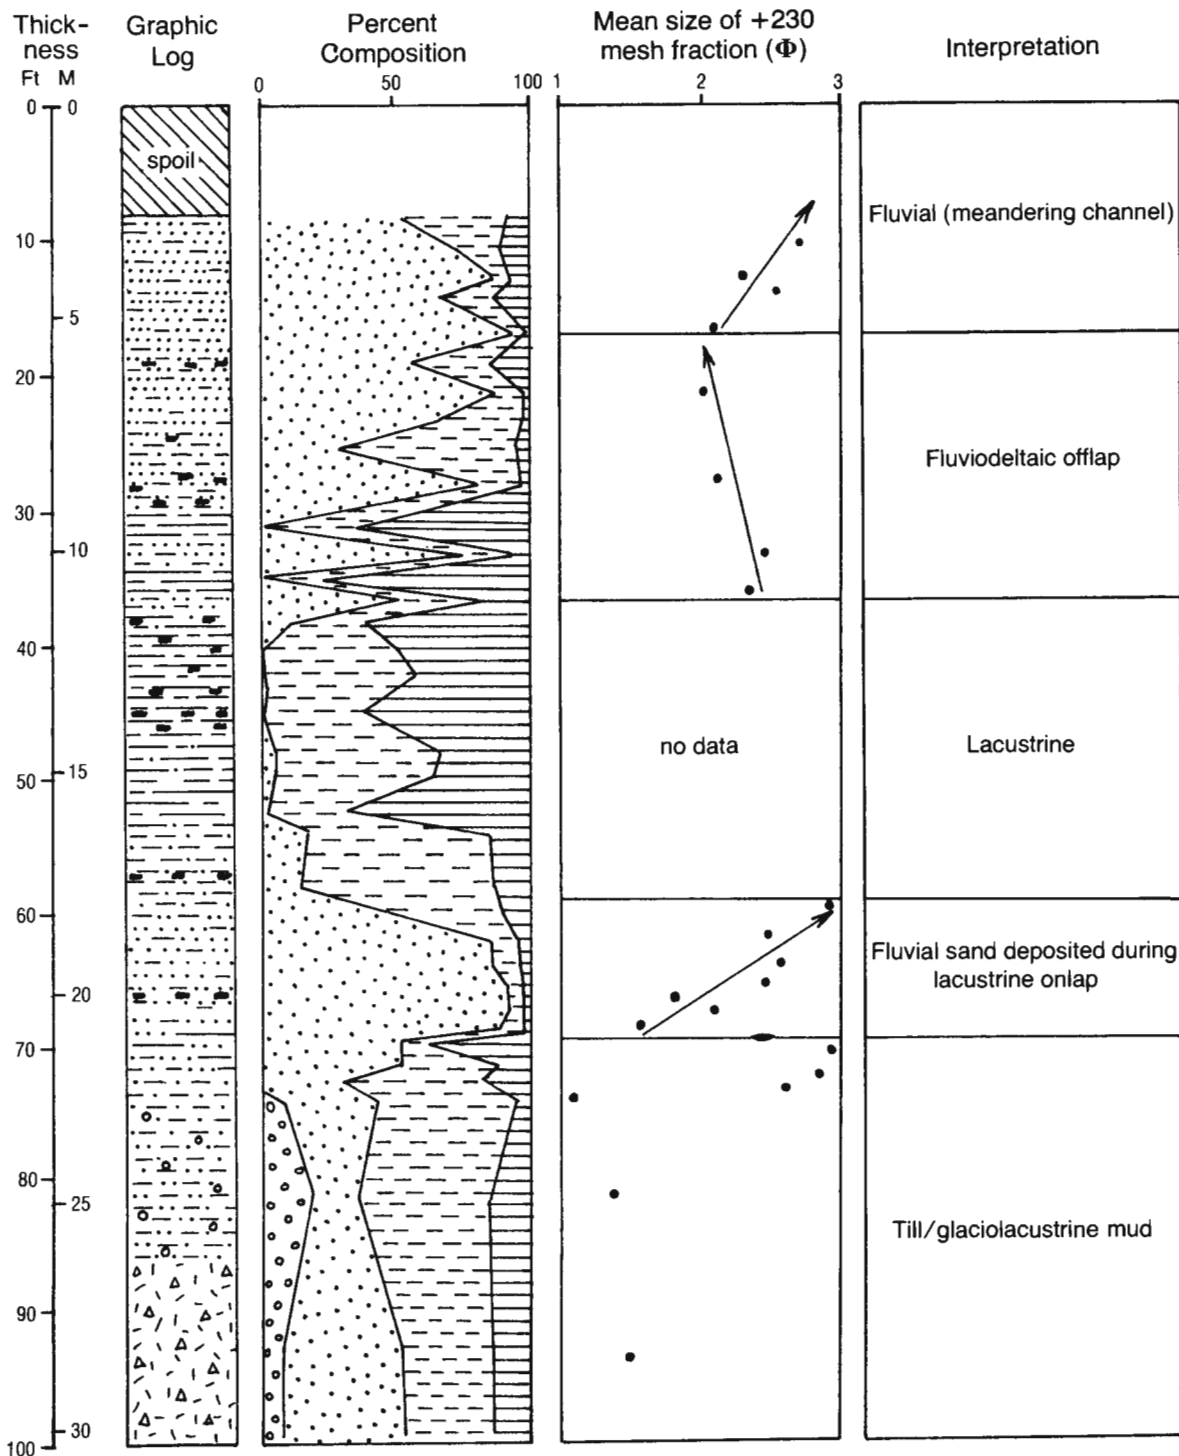 Thick-
ness
Ft M
Graphic
Log
Percent
Composition
0 50 100
Mean size of +230
mesh fraction (Φ)
1 2 3
Interpretation
0 0
spoil
Fluvial (meandering channel)
10
5
20
Fluviodeltaic offlap
30
10
40
no data
Lacustrine
15
50
60
Fluvial sand deposited during
lacustrine onlap
20
70
80
25
Till/glaciolacustrine mud
90
30
100